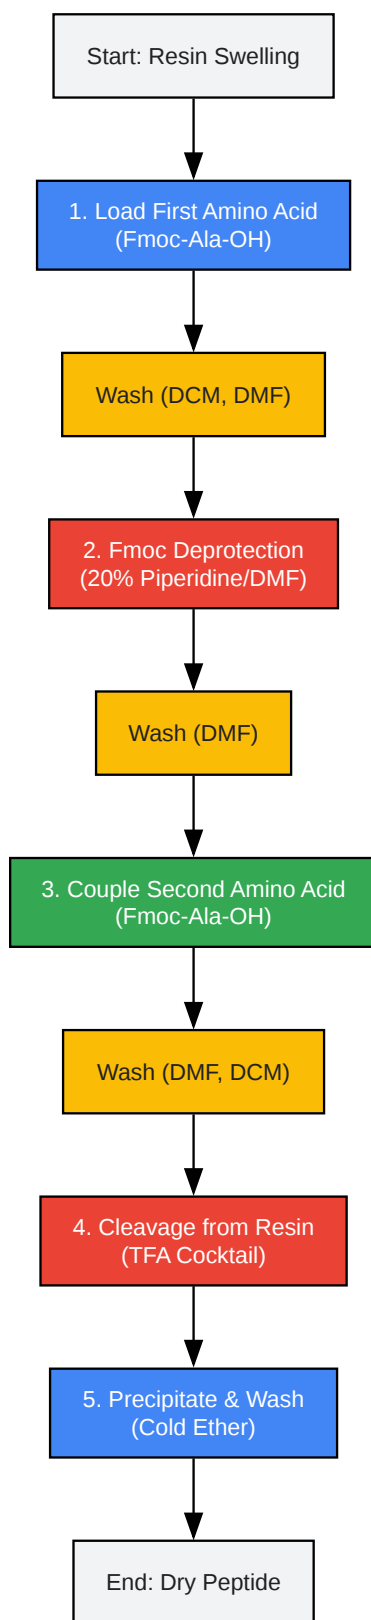 Start: Resin Swelling
1. Load First Amino Acid
(Fmoc-Ala-OH)
Wash (DCM, DMF)
2. Fmoc Deprotection
(20% Piperidine/DMF)
Wash (DMF)
3. Couple Second Amino Acid
(Fmoc-Ala-OH)
Wash (DMF, DCM)
4. Cleavage from Resin
(TFA Cocktail)
5. Precipitate & Wash
(Cold Ether)
End: Dry Peptide